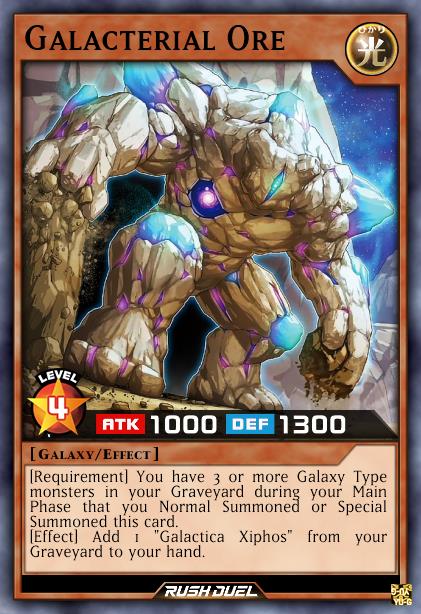 Galacterial Ore
ひかり
光
LEVEL
4
ATK 1000 DEF 1300
[Galaxy/Effect]
[Requirement] You have 3 or more Galaxy Type
monsters in your Graveyard during your Main
Phase that you Normal Summoned or Special
Summoned this card.
[Effect] Add 1 "Galactica Xiphos" from your
Graveyard to your hand.
RUSH DUEL